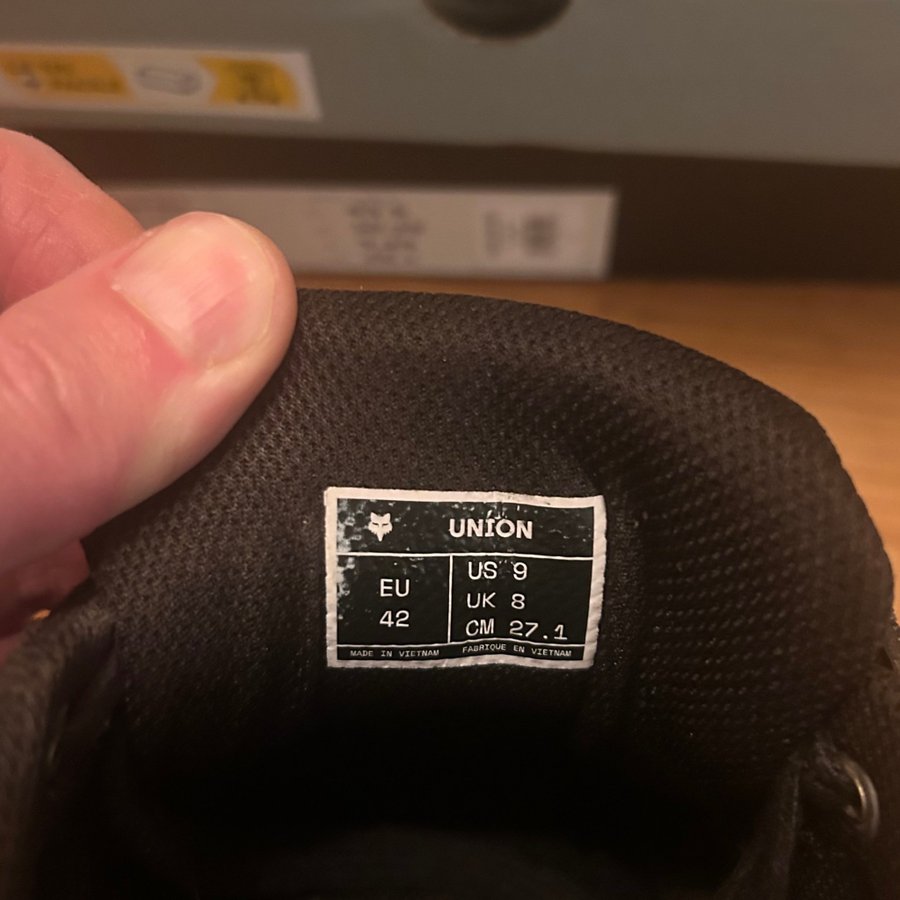 UNION
EU
42
US 9
UK 8
CM 27.1
MADE IN VIETNAM FABRIQUE EN VIETNAM